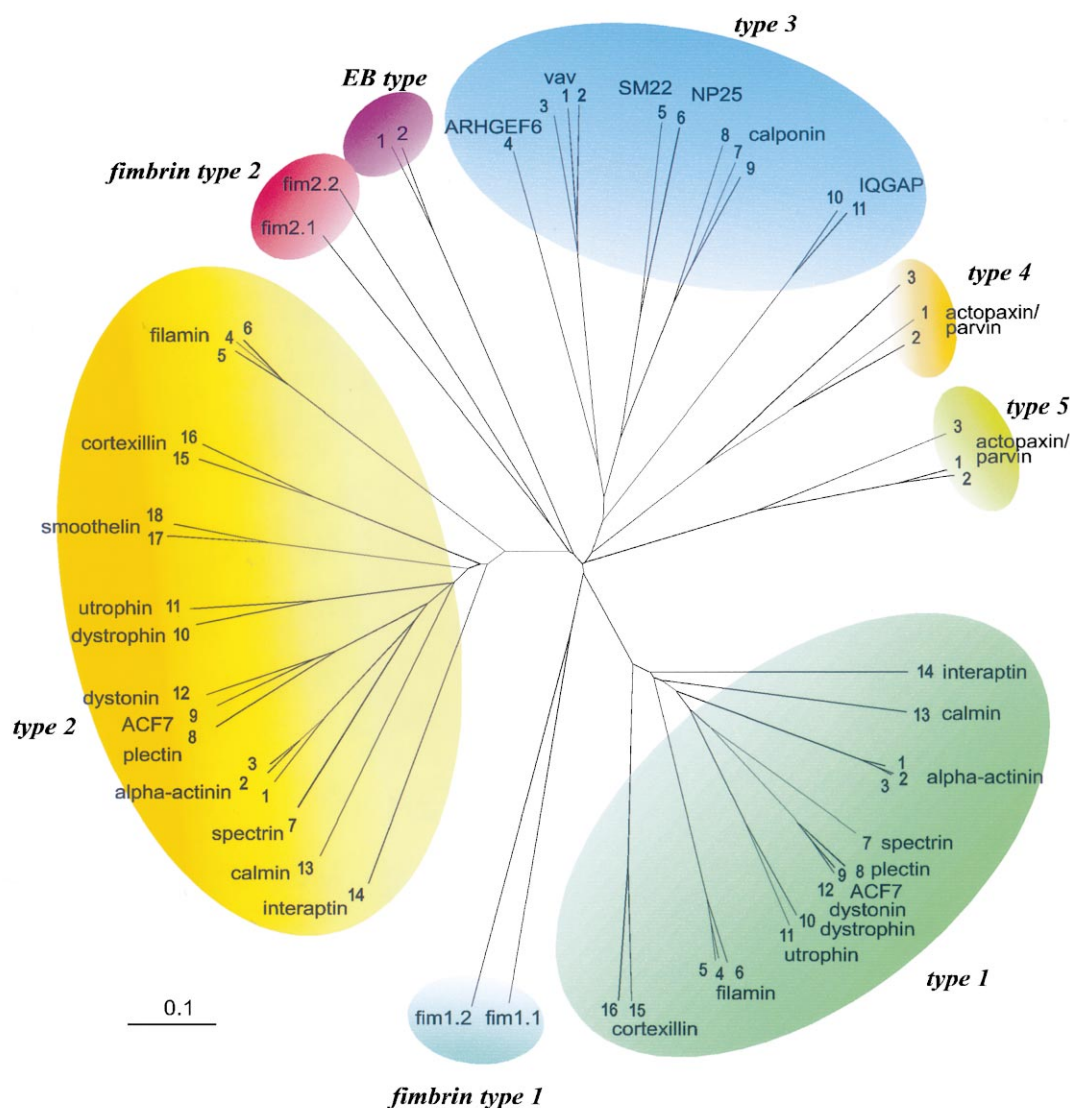 type 3
EB type
vav
1 2
3
SM22
NP25
5 6
ARHGEF6
4
8 calponin
7
9
1 2
fimbrin type 2
fim2.2
fim2.1
IQGAP
10
11
type 4
3
1 actopaxin/
parvin
2
type 5
3
actopaxin/
1 parvin
2
filamin 4 6
5
cortexillin 16
15
smoothelin 18
17
utrophin 11
dystrophin 10
dystonin 12
ACF7 9
plectin 8
type 2
3
alpha-actinin 2
1
spectrin 7
calmin 13
interaptin 14
14 interaptin
13 calmin
1
3 2 alpha-actinin
7 spectrin
9 8 plectin
12 ACF7
dystonin
10 dystrophin
11
utrophin
5 4 6
filamin
16 15
cortexillin
type 1
0.1
fim1.2 fim1.1
fimbrin type 1